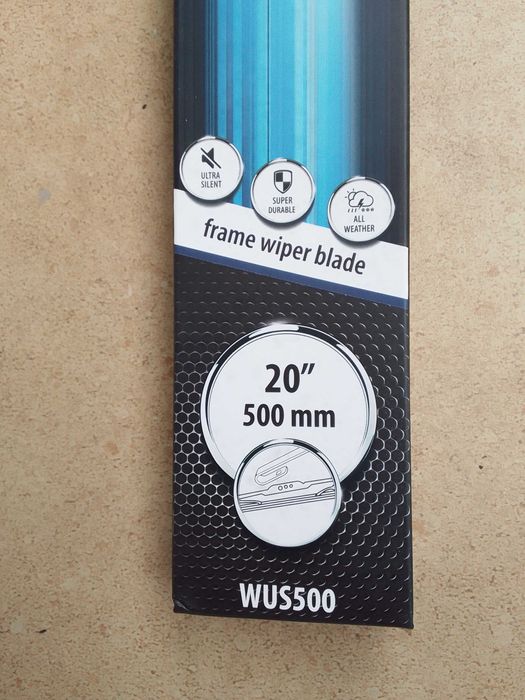 ULTRA
SILENT
SUPER
DURABLE
ALL
WEATHER
frame wiper blade
20”
500 mm
WUS500